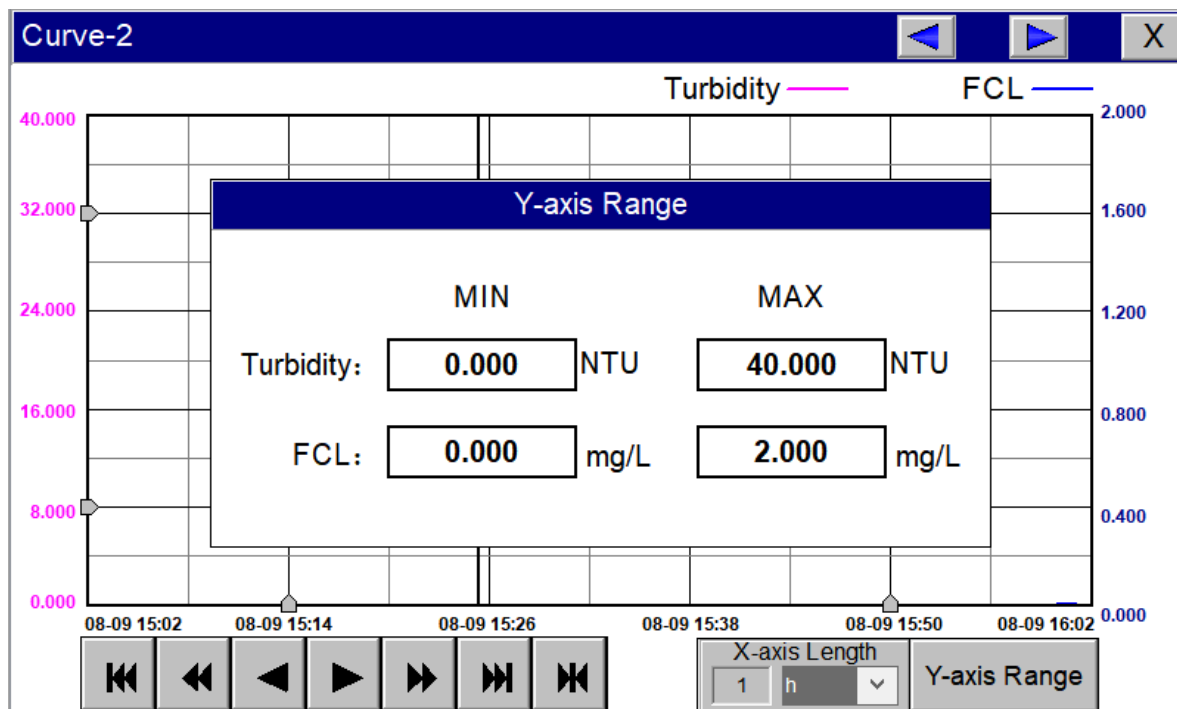 Curve-2 X
Turbidity FCL
40.000 2.000
Y-axis Range
32.000 1.600
MIN MAX
24.000 1.200
Turbidity： 0.000 NTU 40.000 NTU
16.000 0.800
FCL： 0.000 mg/L 2.000 mg/L
8.000 0.400
0.000 0.000
08-09 15:02 08-09 15:14 08-09 15:26 08-09 15:38 08-09 15:50 08-09 16:02
X-axis Length
1 h Y-axis Range